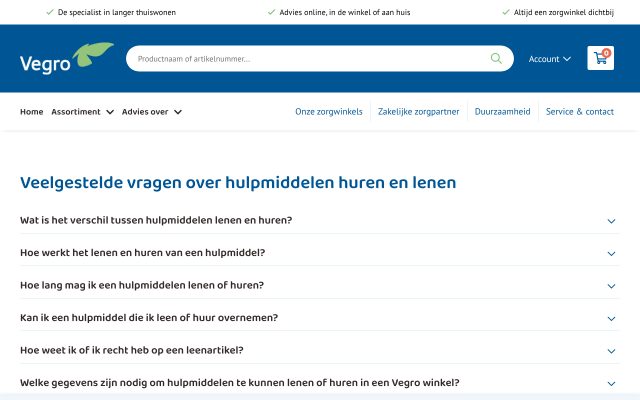 De specialist in langer thuiswonen
Advies online, in de winkel of aan huis
Altijd een zorgwinkel dichtbij
Vegro
Productnaam of artikelnummer...
Account
0
Home
Assortiment
Advies over
Onze zorgwinkels
Zakelijke zorgpartner
Duurzaamheid
Service & contact
Veelgestelde vragen over hulpmiddelen huren en lenen
Wat is het verschil tussen hulpmiddelen lenen en huren?
Hoe werkt het lenen en huren van een hulpmiddel?
Hoe lang mag ik een hulpmiddelen lenen of huren?
Kan ik een hulpmiddel die ik leen of huur overnemen?
Hoe weet ik of ik recht heb op een leenartikel?
Welke gegevens zijn nodig om hulpmiddelen te kunnen lenen of huren in een Vegro winkel?